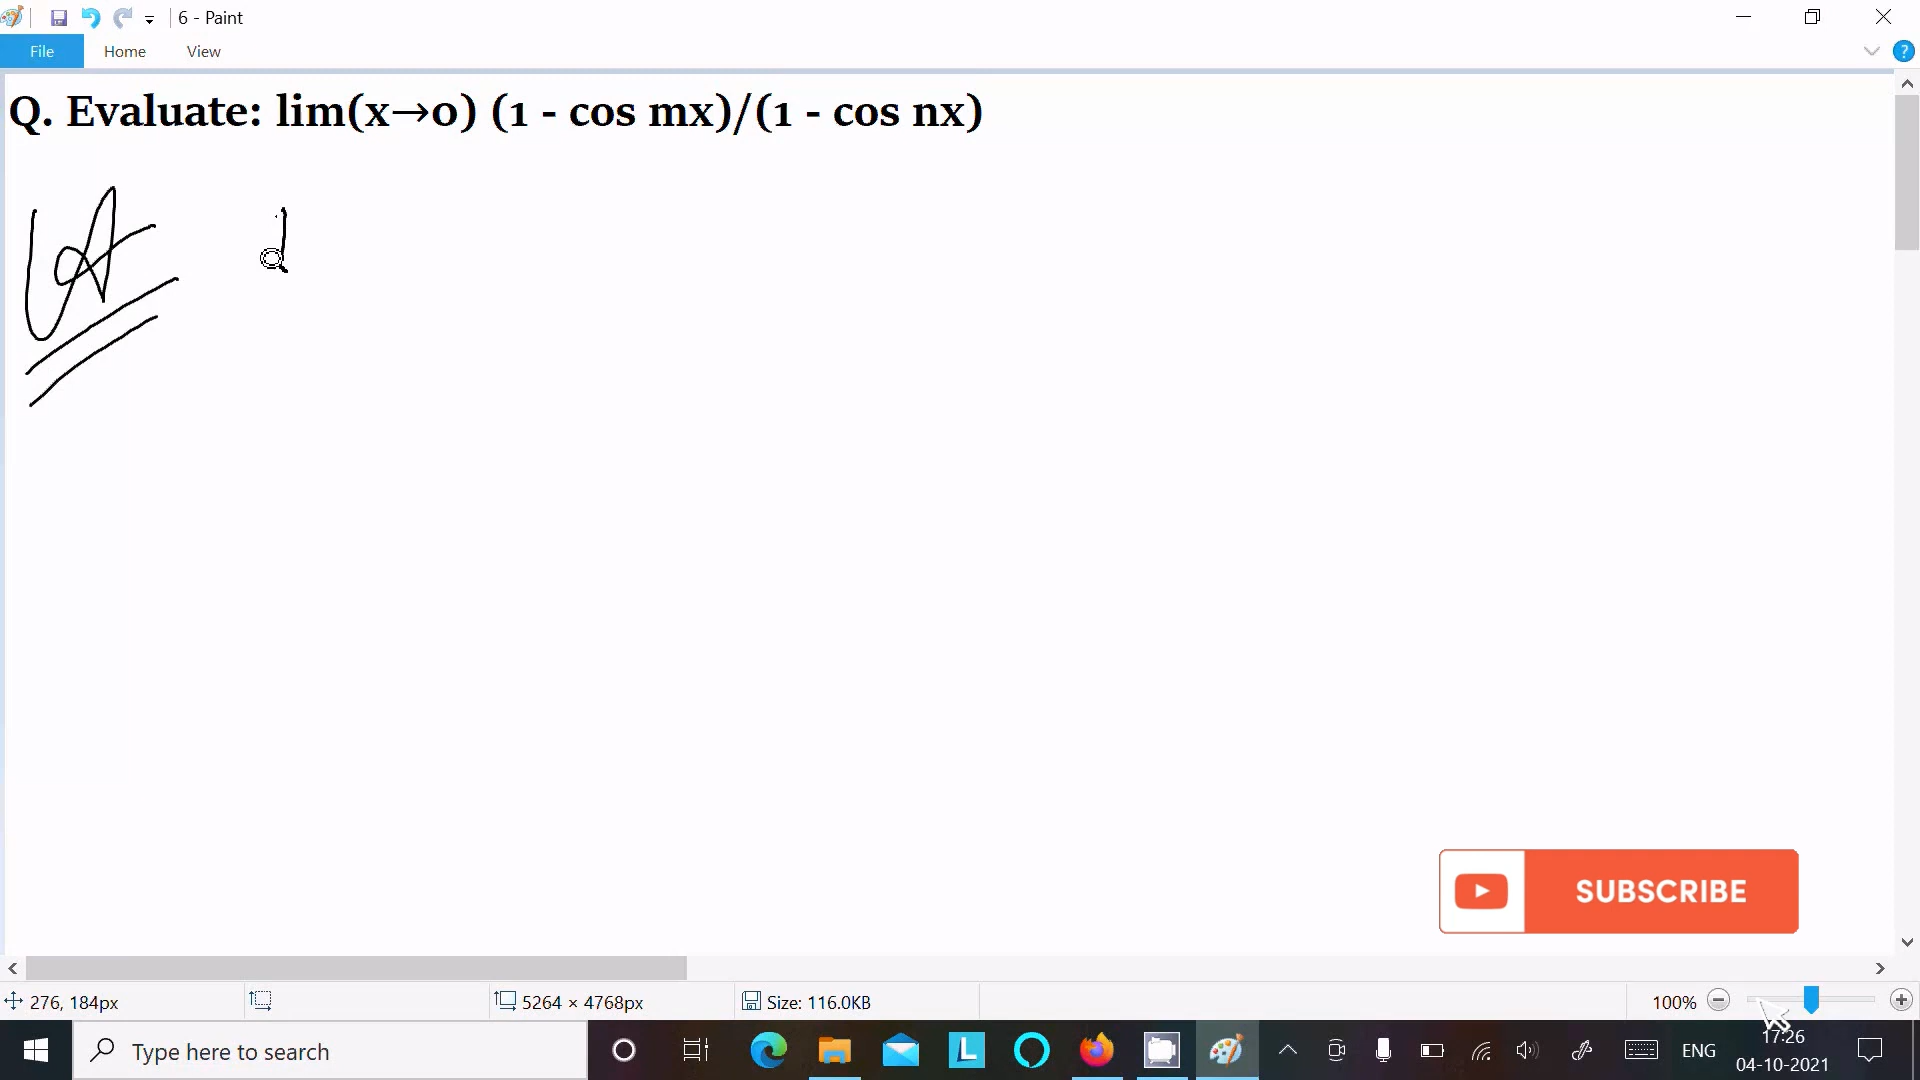 6 - Paint
File Home View
Q. Evaluate: lim(x→0) (1 - cos mx)/(1 - cos nx)
SUBSCRIBE
276, 184px 5264 × 4768px Size: 116.0KB 100%
Type here to search
L
ENG
17:26
04-10-2021